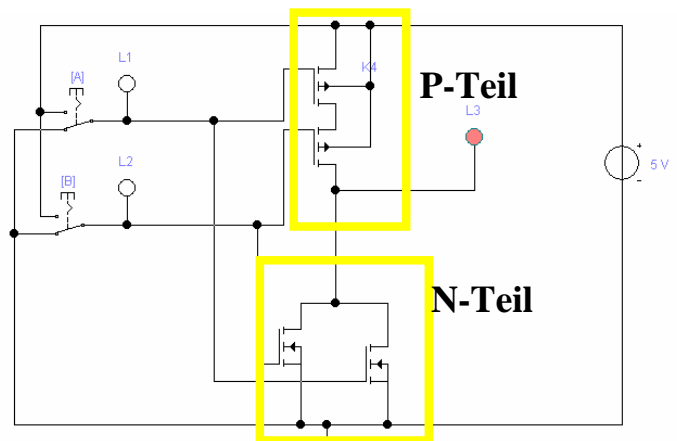 L1
[A]
K4
P-Teil
L3
L2
[B]
+
5 V
-
N-Teil